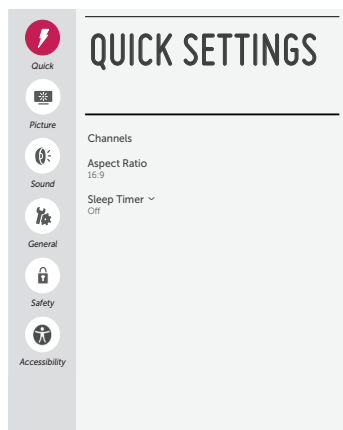 QUICK SETTINGS
Quick
Picture
Sound
General
Safety
Accessibility
Channels
Aspect Ratio
16:9
Sleep Timer
Off